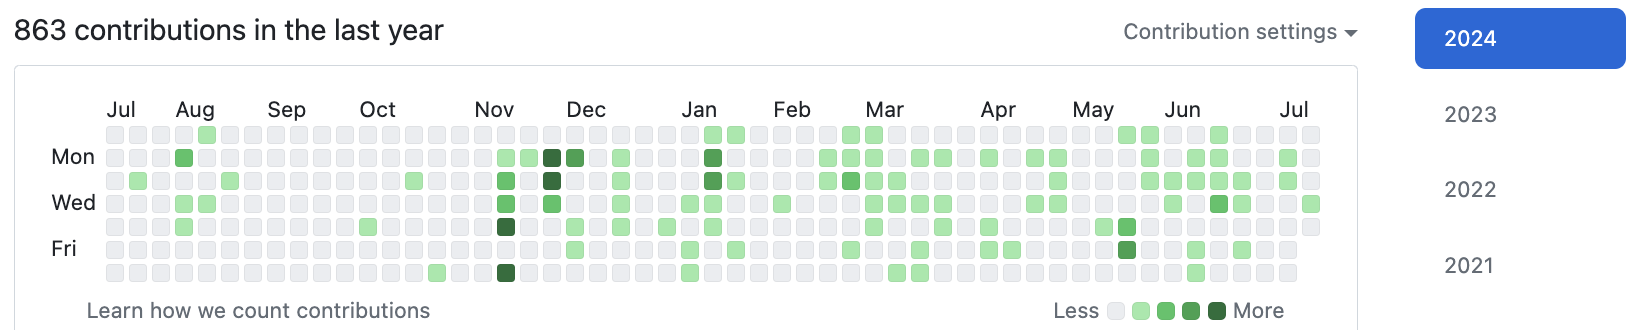 863 contributions in the last year
Contribution settings
2024
2023
2022
2021
Jul Aug Sep Oct Nov Dec Jan Feb Mar Apr May Jun Jul
Mon
Wed
Fri
Learn how we count contributions
Less More